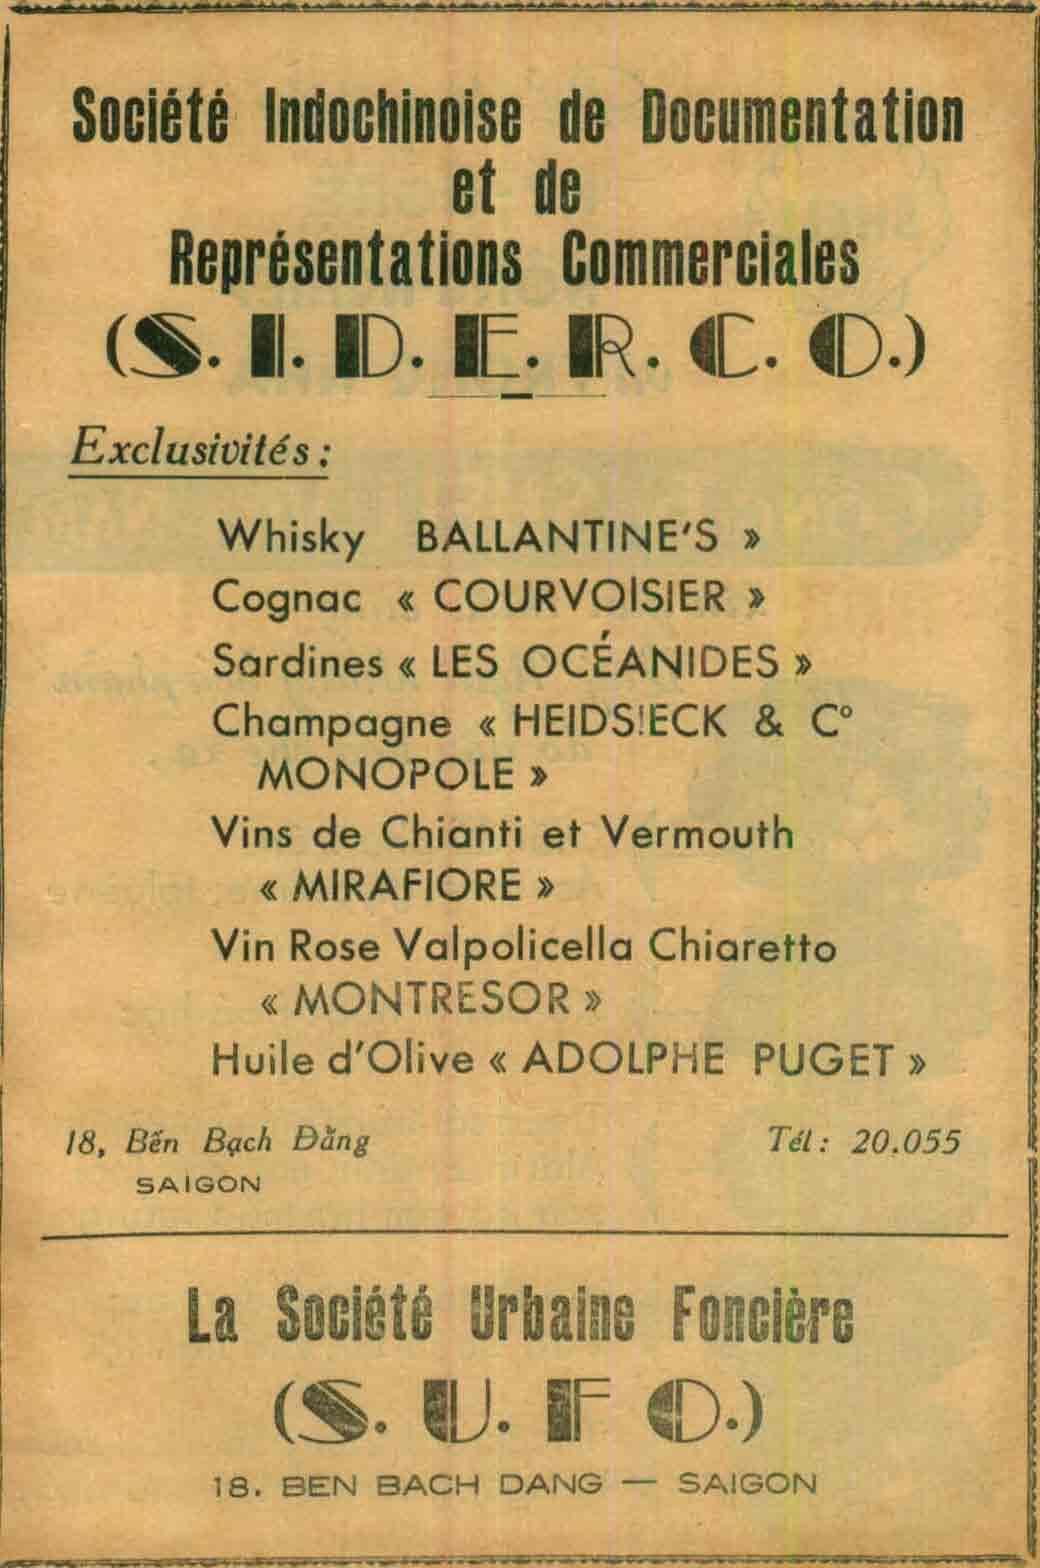 Société Indochinoise de Documentation
et de
Représentations Commerciales
(S. I. D. E. R. C. O.)
Exclusivités :
Whisky BALLANTINE'S »
Cognac « COURVOISIER »
Sardines « LES OCÉANIDES »
Champagne « HEIDS!ECK & C°
MONOPOLE »
Vins de Chianti et Vermouth
« MIRAFIORE »
Vin Rose Valpolicella Chiaretto
« MONTRESOR »
Huile d'Olive « ADOLPHE PUGET »
18, Bến Bạch Đằng Tél : 20.055
SAIGON
La Société Urbaine Foncière
(S. U. F O.)
18. BEN BACH DANG — SAIGON